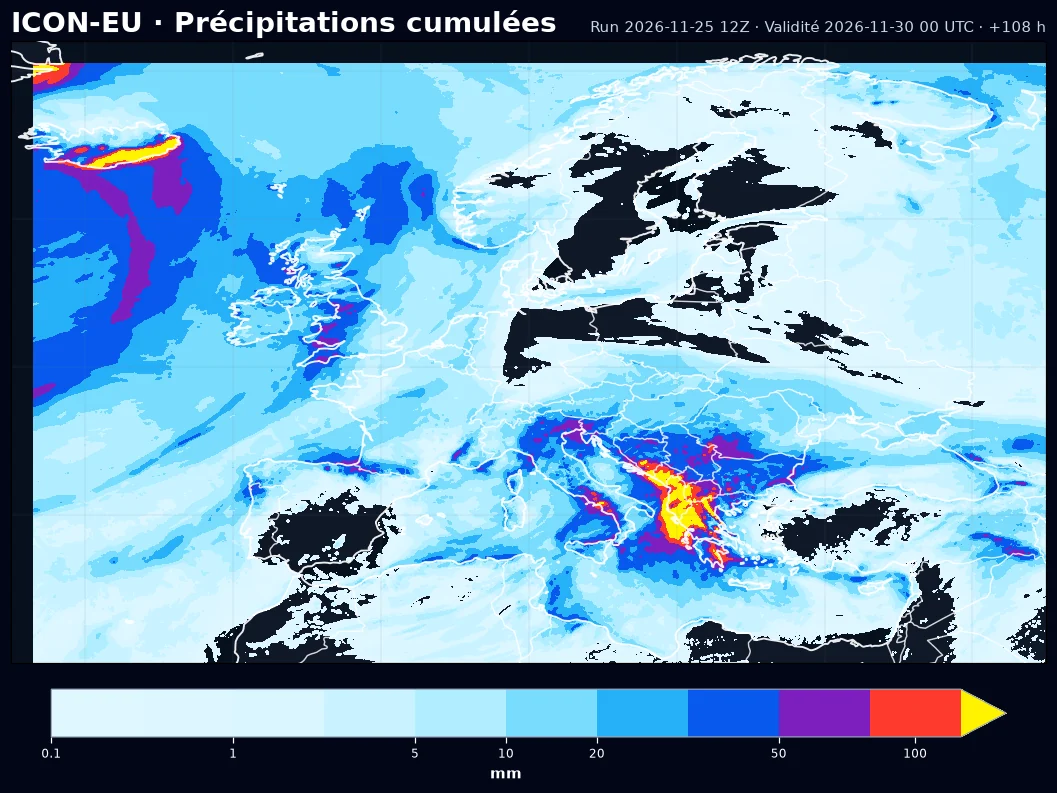 ICON-EU · Précipitations cumulées
Run 2026-11-25 12Z · Validité 2026-11-30 00 UTC · +108 h
0.1 1 5 10 20 50 100
mm